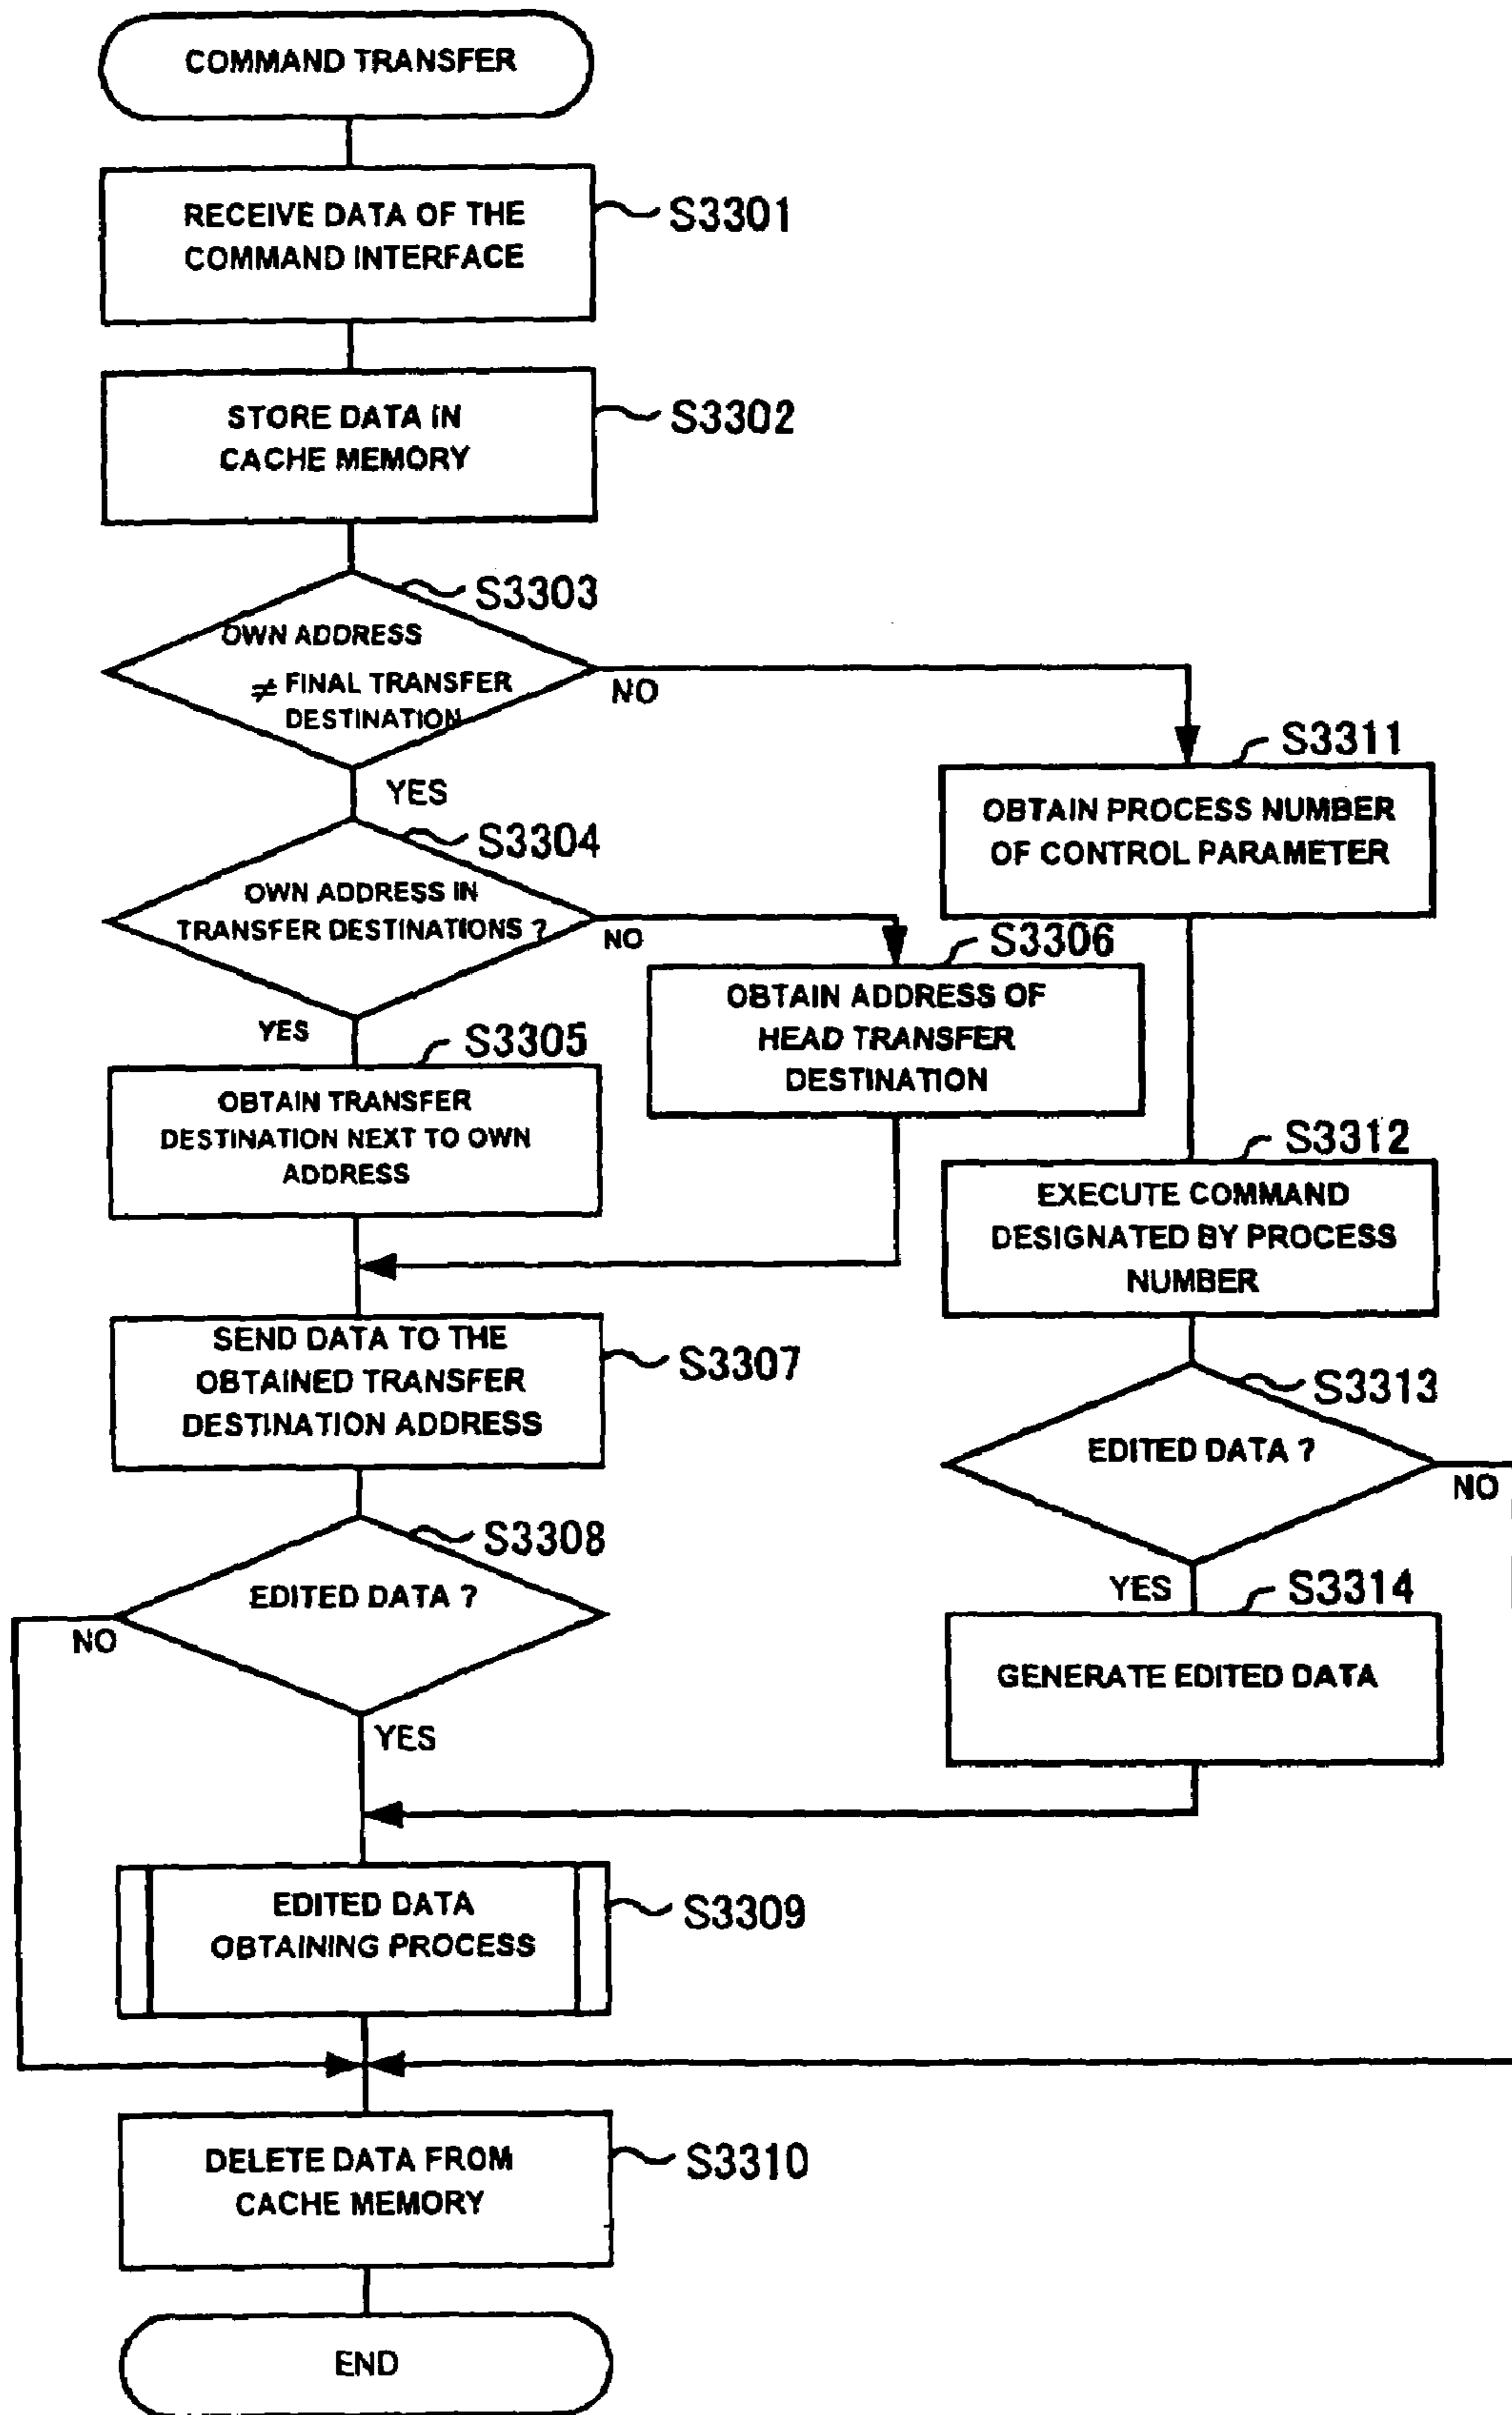 COMMAND TRANSFER
RECEIVE DATA OF THE
COMMAND INTERFACE
S3301
STORE DATA IN
CACHE MEMORY
S3302
S3303
OWN ADDRESS
≠ FINAL TRANSFER
DESTINATION
NO
YES
S3311
OBTAIN PROCESS NUMBER
OF CONTROL PARAMETER
S3304
OWN ADDRESS IN
TRANSFER DESTINATIONS ?
NO
YES
S3306
OBTAIN ADDRESS OF
HEAD TRANSFER
DESTINATION
S3305
OBTAIN TRANSFER
DESTINATION NEXT TO OWN
ADDRESS
S3312
EXECUTE COMMAND
DESIGNATED BY PROCESS
NUMBER
SEND DATA TO THE
OBTAINED TRANSFER
DESTINATION ADDRESS
S3307
S3313
EDITED DATA ?
NO
YES
S3308
EDITED DATA ?
NO
YES
S3314
GENERATE EDITED DATA
EDITED DATA
OBTAINING PROCESS
S3309
DELETE DATA FROM
CACHE MEMORY
S3310
END